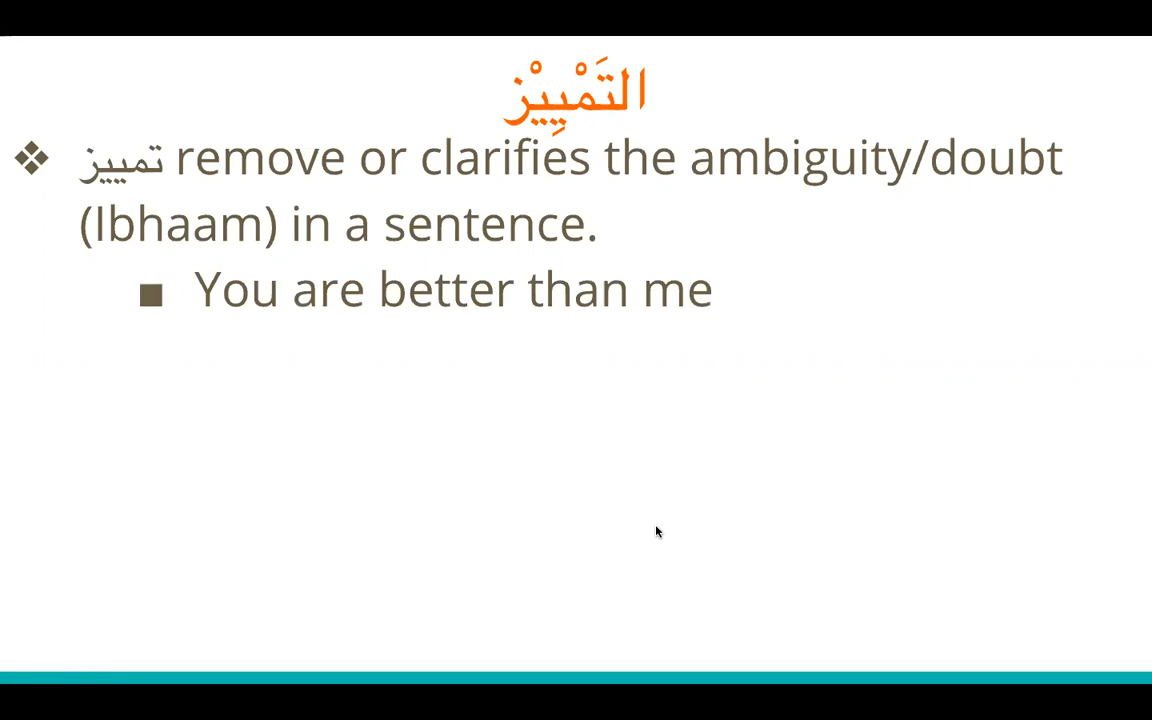 التَمْيِيْز
❖ تمييز remove or clarifies the ambiguity/doubt
(Ibhaam) in a sentence.
■ You are better than me